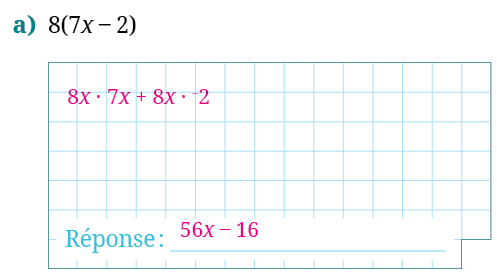 a) 8(7x − 2)
8x · 7x + 8x · ⁻2
Réponse: 56x − 16